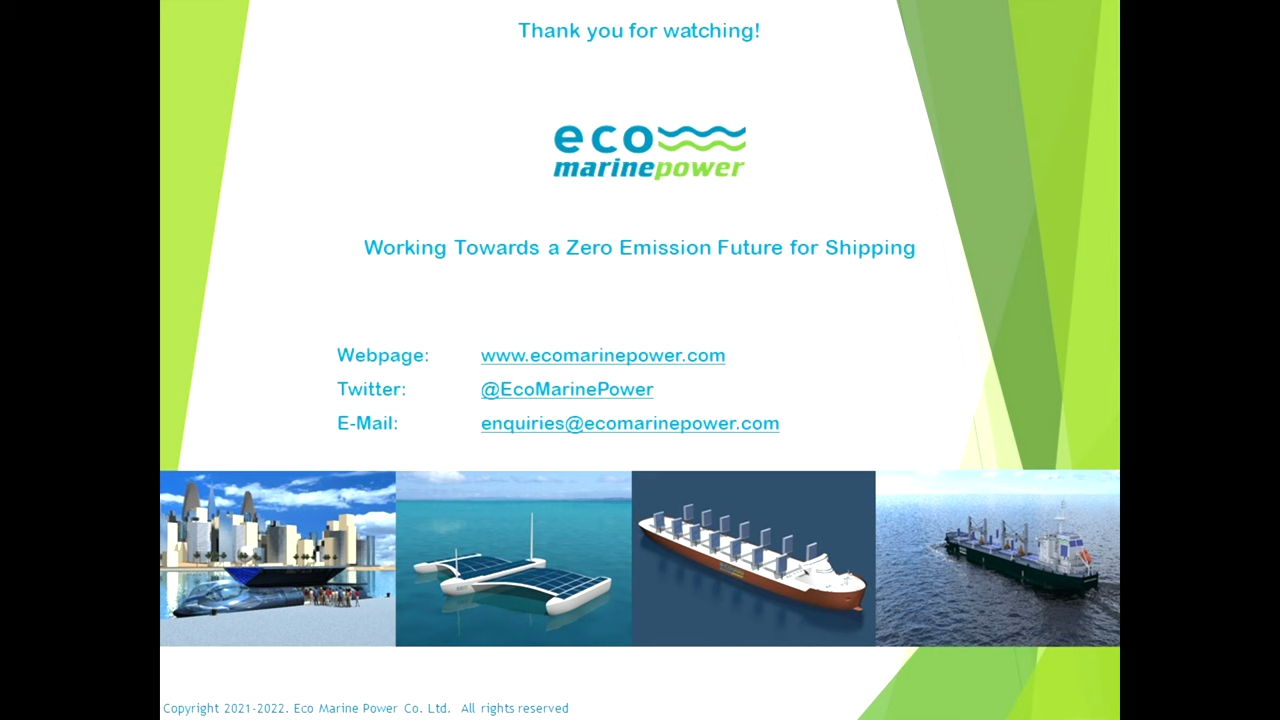 Thank you for watching!
eco
marinepower
Working Towards a Zero Emission Future for Shipping
Webpage: www.ecomarinepower.com
Twitter: @EcoMarinePower
E-Mail: enquiries@ecomarinepower.com
eco
Copyright 2021-2022. Eco Marine Power Co. Ltd. All rights reserved